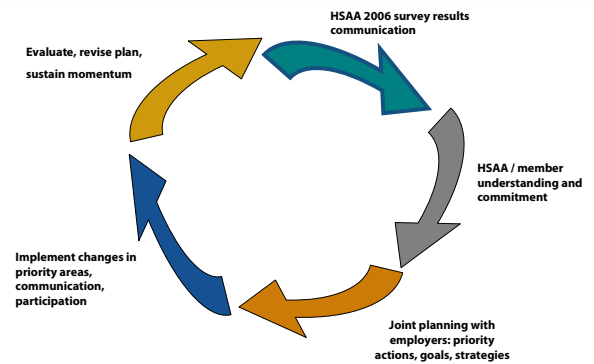 HSAA 2006 survey results
communication
HSAA / member
understanding and
commitment
Joint planning with
employers: priority
actions, goals, strategies
Implement changes in
priority areas,
communication,
participation
Evaluate, revise plan,
sustain momentum